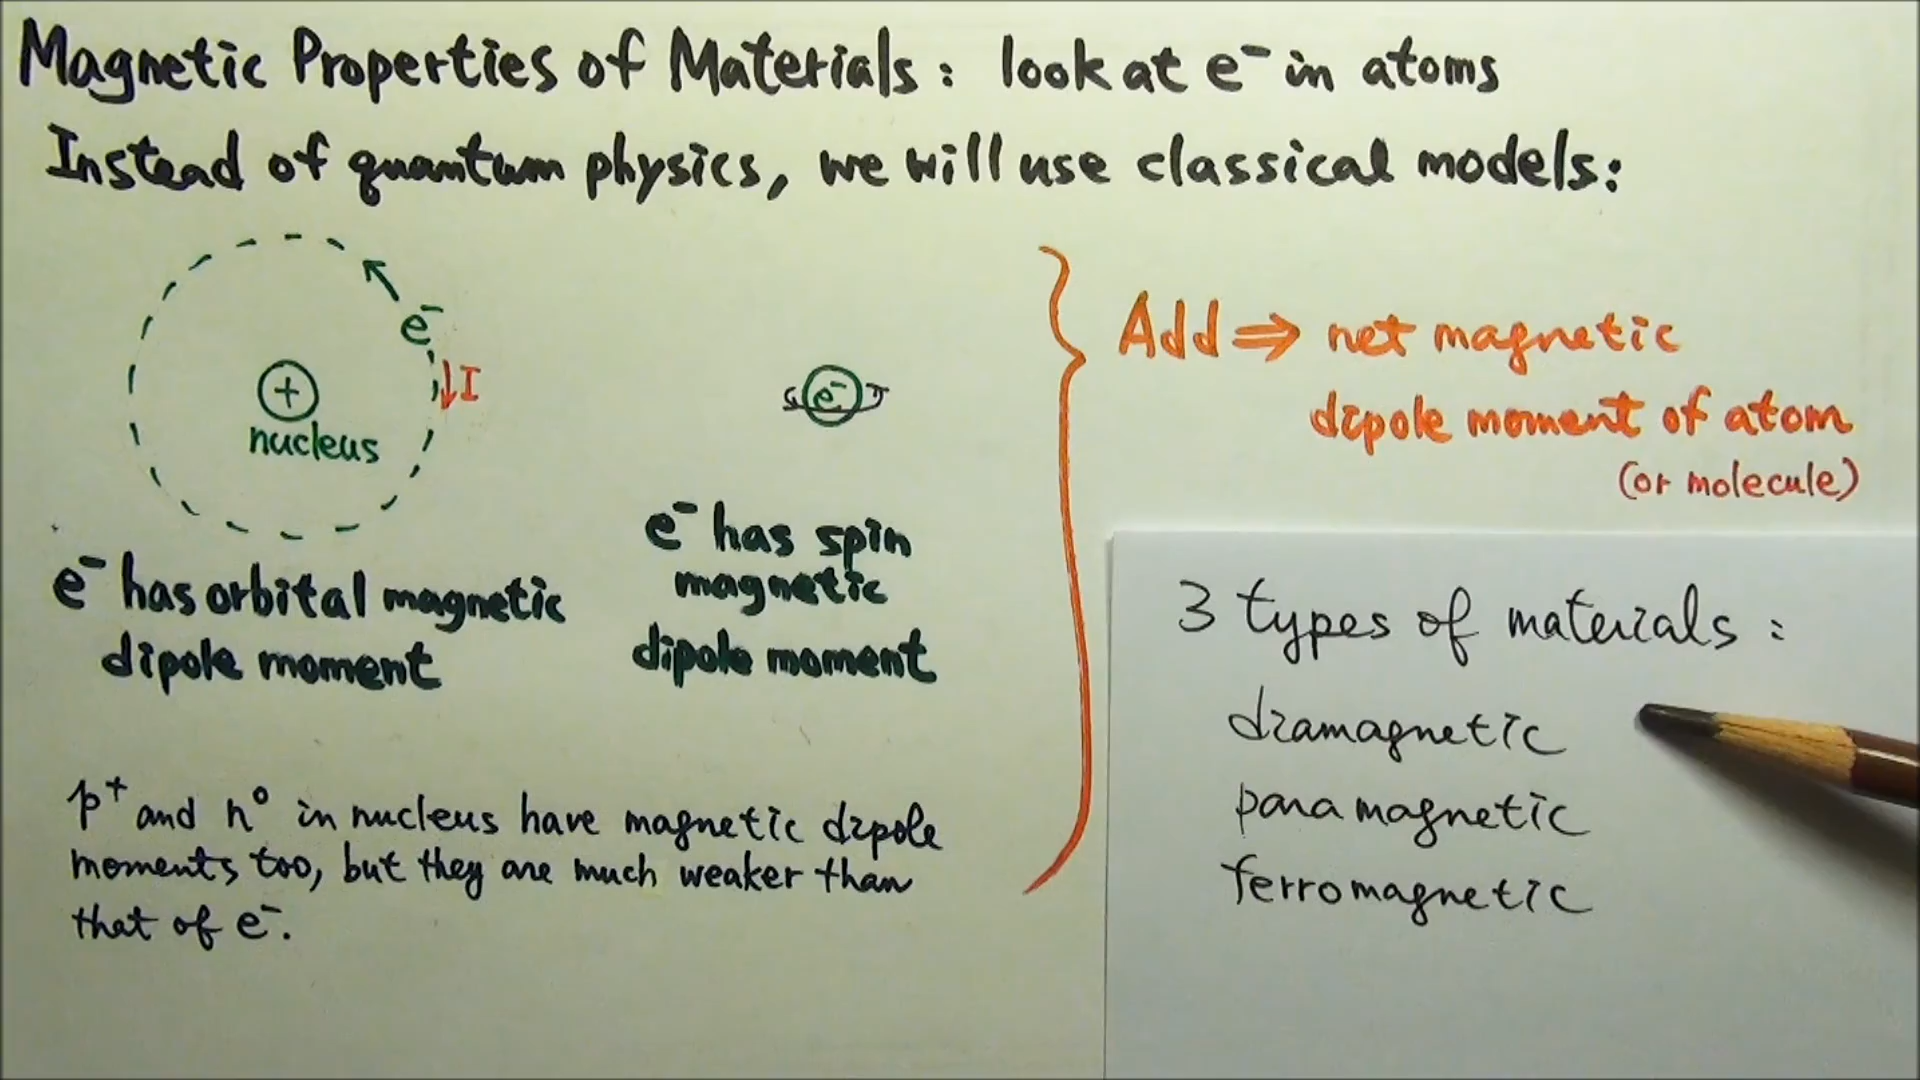 Magnetic Properties of Materials: look at e⁻ in atoms
Instead of quantum physics, we will use classical models:
e⁻
I
+
nucleus
e⁻ has orbital magnetic
dipole moment
e⁻
e⁻ has spin
magnetic
dipole moment
p⁺ and n⁰ in nucleus have magnetic dipole
moments too, but they are much weaker than
that of e⁻.
Add ⇒ net magnetic
dipole moment of atom
(or molecule)
3 types of materials:
diamagnetic
paramagnetic
ferromagnetic